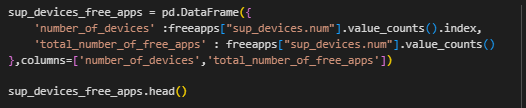 sup_devices_free_apps = pd.DataFrame({
    'number_of_devices' :freeapps["sup_devices.num"].value_counts().index,
    'total_number_of_free_apps' : freeapps["sup_devices.num"].value_counts()
},columns=['number_of_devices','total_number_of_free_apps'])

sup_devices_free_apps.head()